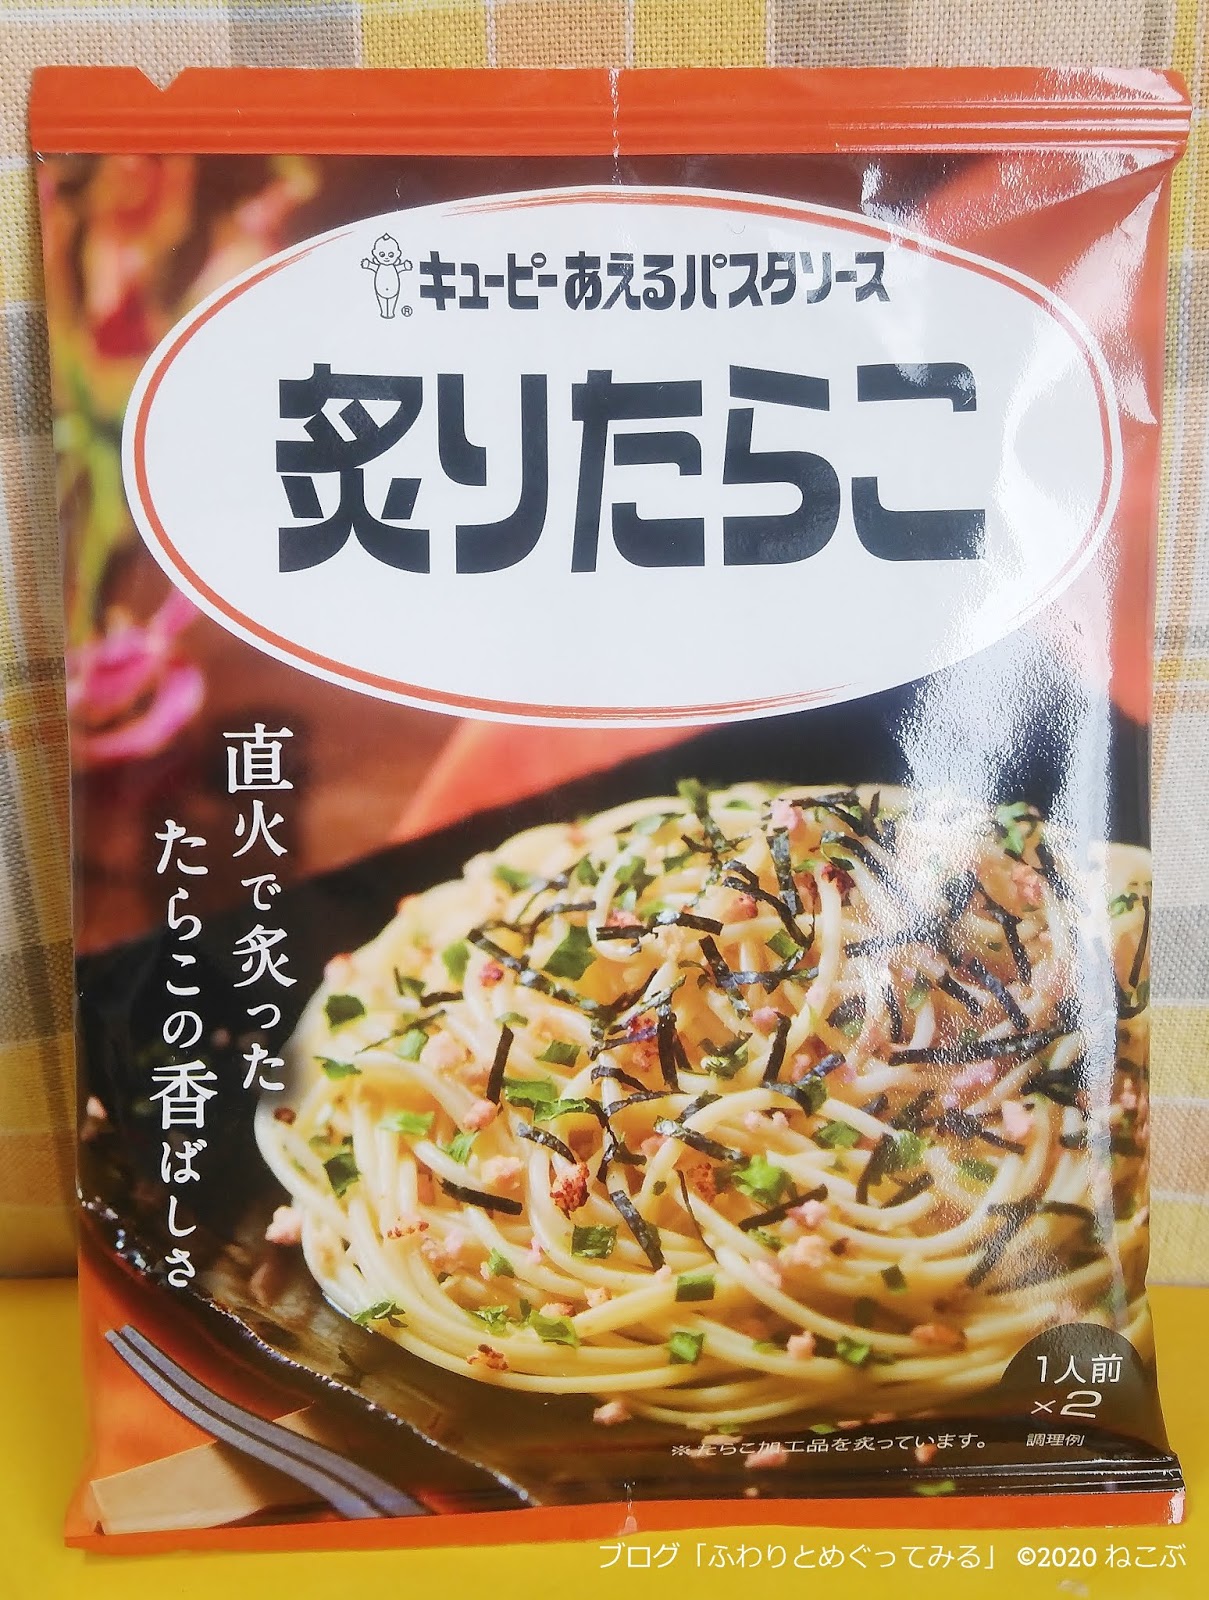 キューピーあえるパスタソース
®
炙りたらこ
直火で炙った
たらこの香ばしさ
1人前
×2
※たらこ加工品を炙っています。
調理例
ブログ「ふわりとめぐってみる」 ©2020 ねこぶ